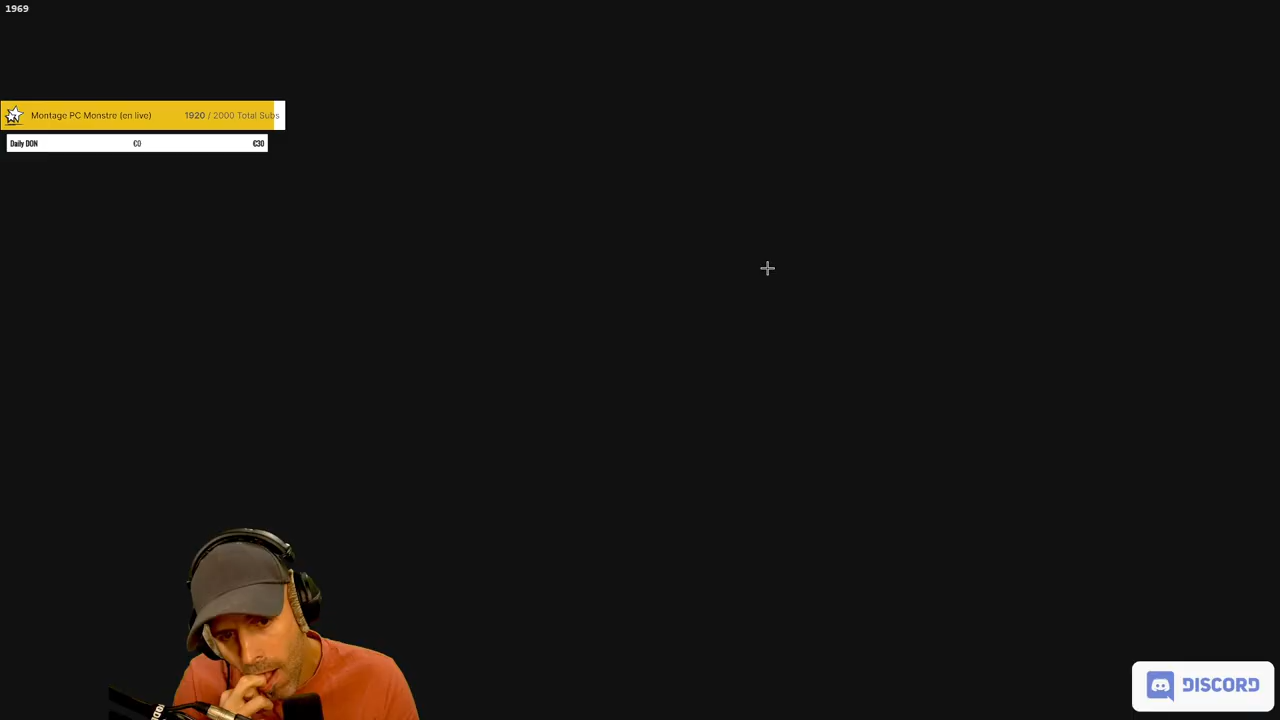 1969
Montage PC Monstre (en live) 1920 / 2000 Total Subs
Daily DON €0 €30
DISCORD